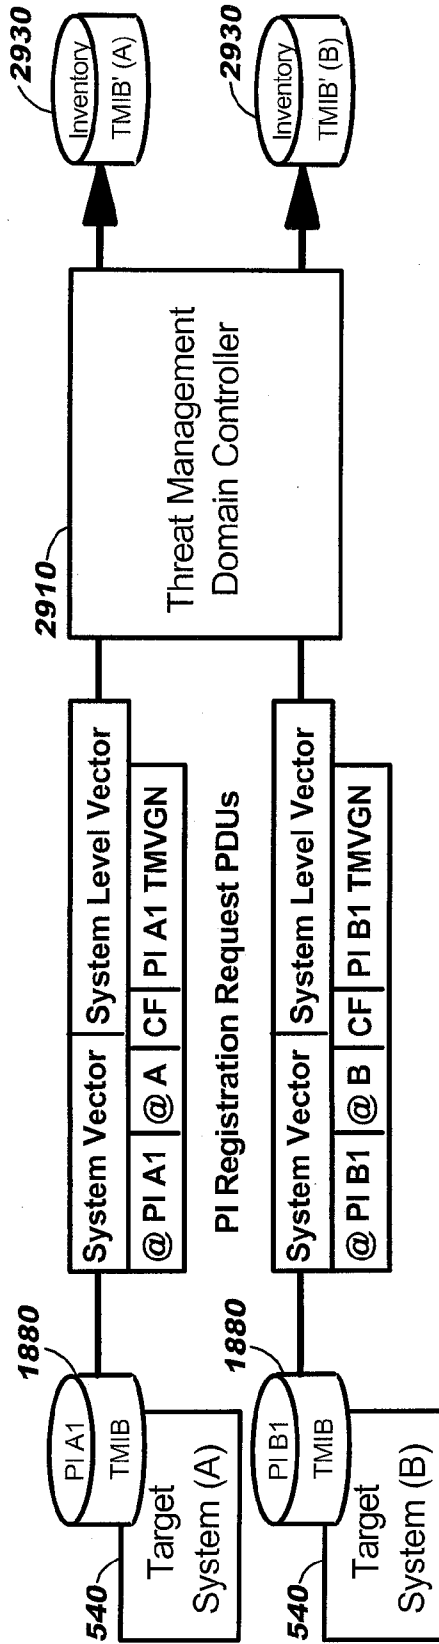 540
1880
PI A1
TMIB
Target
System (A)
System Vector
System Level Vector
@ PI A1
@ A
CF
PI A1 TMVGN
PI Registration Request PDUs
540
1880
PI B1
TMIB
Target
System (B)
System Vector
System Level Vector
@ PI B1
@ B
CF
PI B1 TMVGN
2910
Threat Management
Domain Controller
2930
Inventory
TMIB' (A)
2930
Inventory
TMIB' (B)